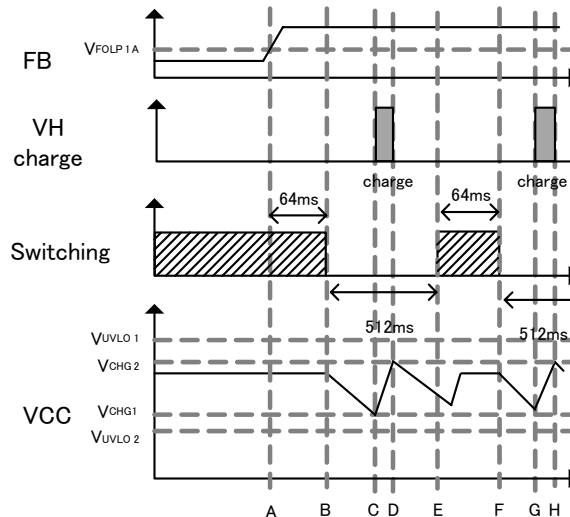 VFOLP1A
FB
VH
charge
charge
charge
64ms
64ms
Switching
512ms
512ms
VUVLO1
VCHG2
VCC
VCHG1
VUVLO2
A B C D E F G H